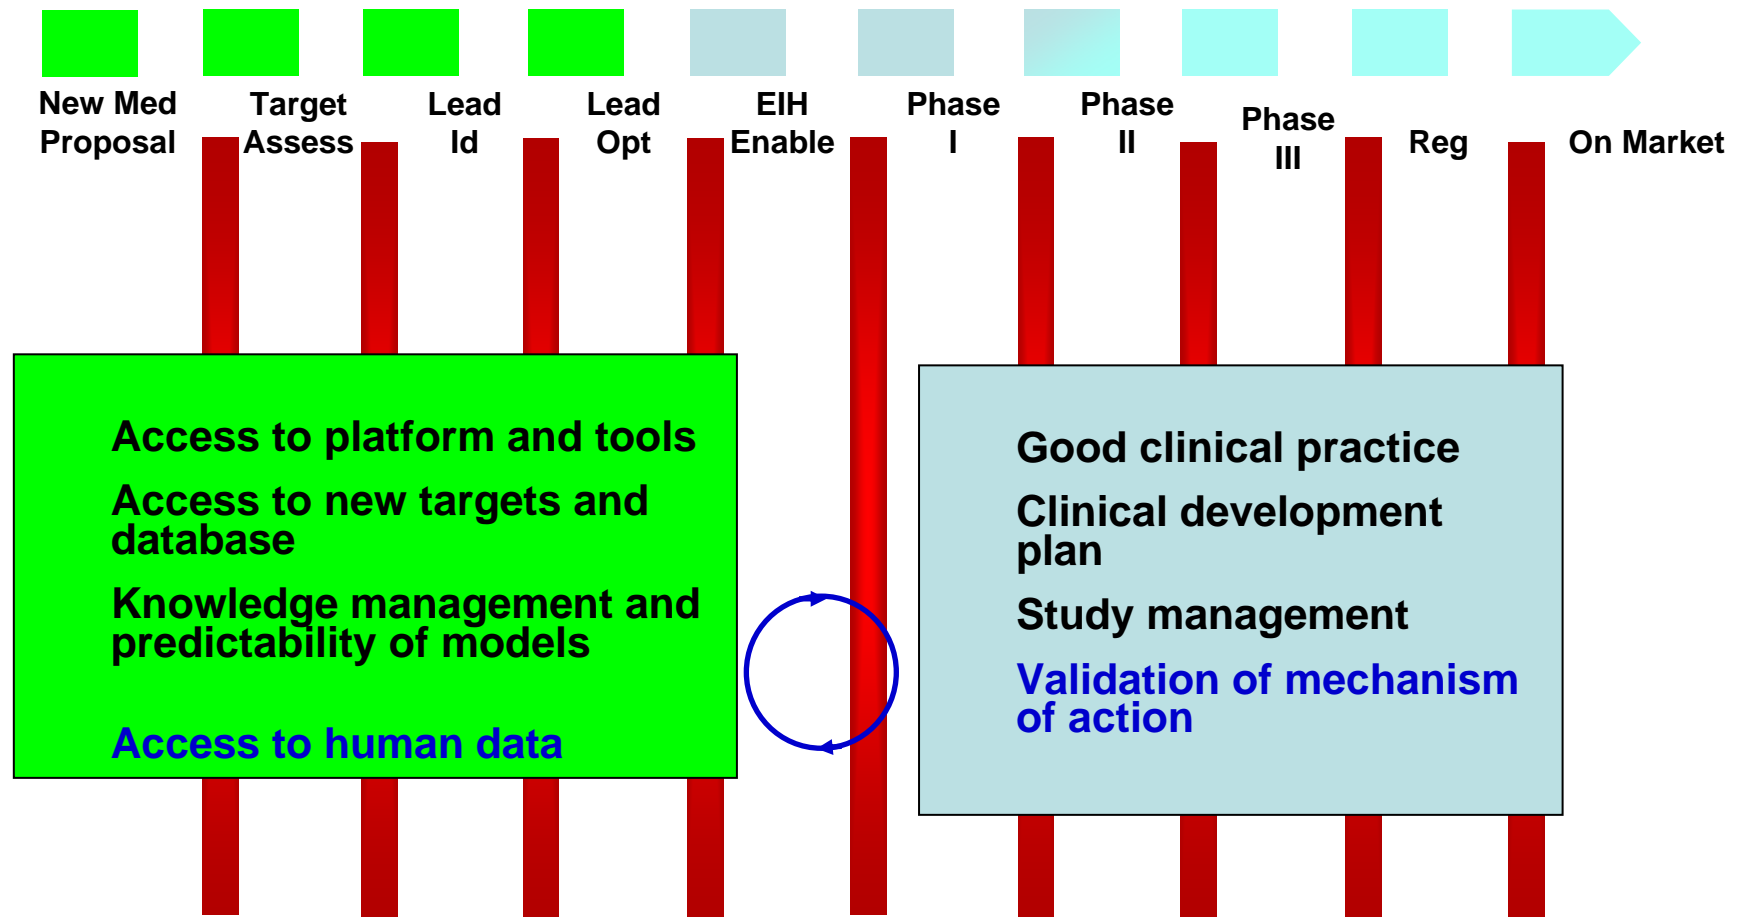 New Med
Proposal
Target
Assess
Lead
Id
Lead
Opt
EIH
Enable
Phase
I
Phase
II
Phase
III
Reg
On Market
Access to platform and tools
Access to new targets and
database
Knowledge management and
predictability of models
Access to human data
Good clinical practice
Clinical development
plan
Study management
Validation of mechanism
of action